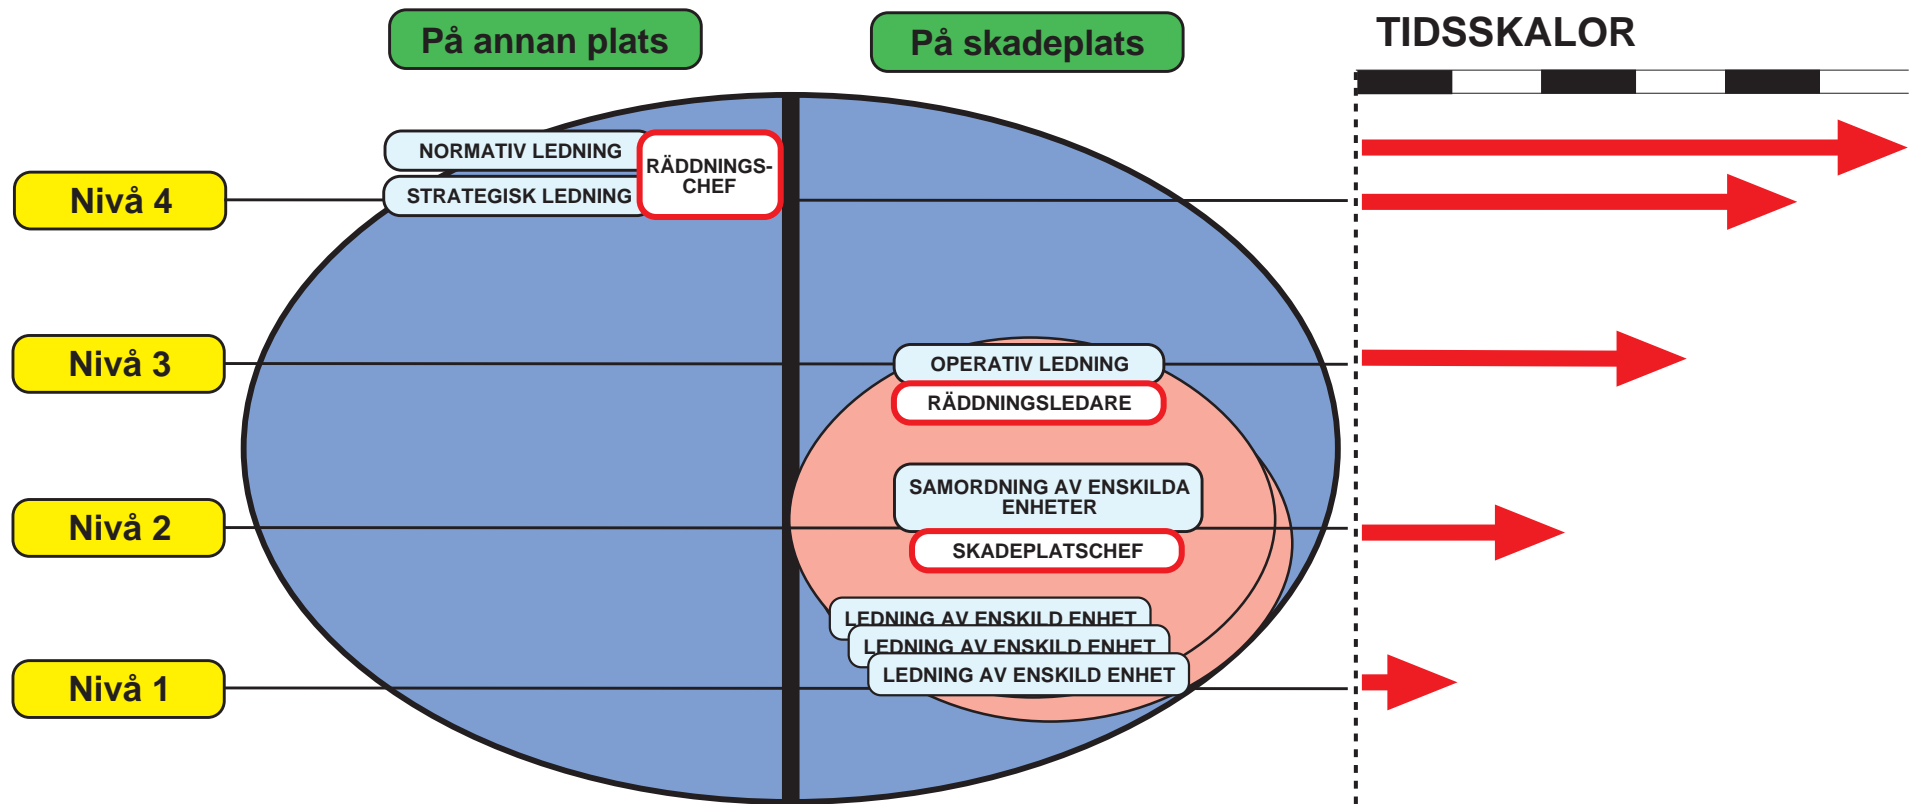 På annan plats
På skadeplats
TIDSSKALOR
NORMATIV LEDNING
STRATEGISK LEDNING
RÄDDNINGS-
CHEF
Nivå 4
Nivå 3
OPERATIV LEDNING
RÄDDNINGSLEDARE
SAMORDNING AV ENSKILDA
ENHETER
Nivå 2
SKADEPLATSCHEF
LEDNING AV ENSKILD ENHET
LEDNING AV ENSKILD ENHET
LEDNING AV ENSKILD ENHET
Nivå 1